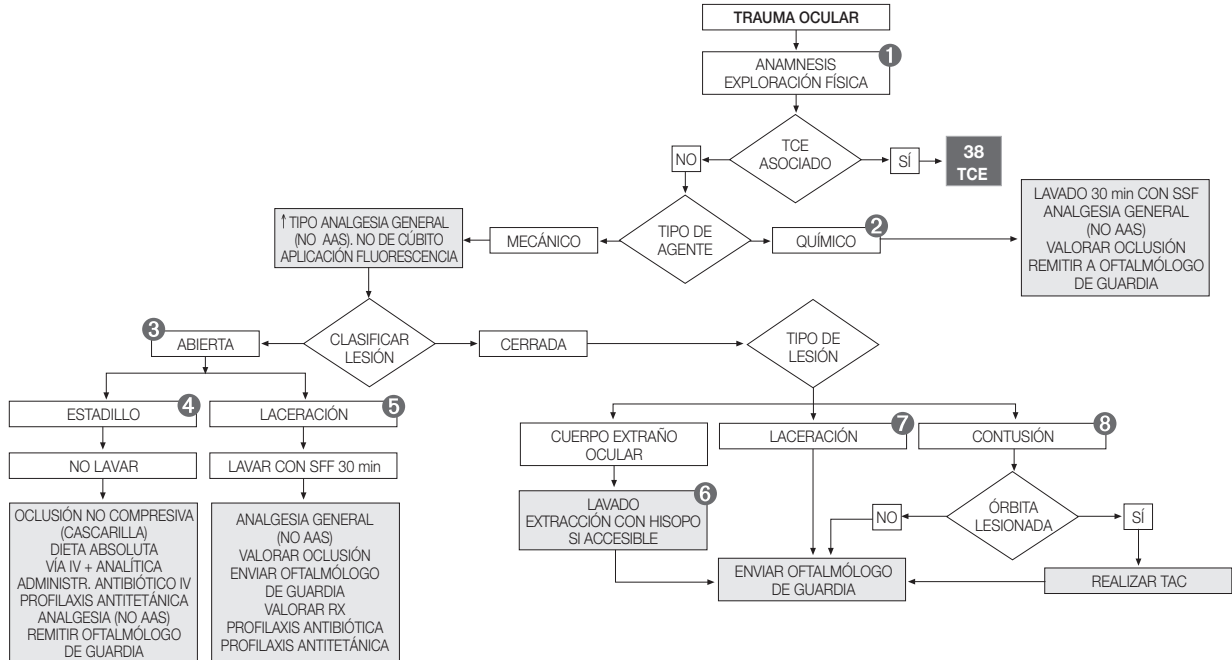 TRAUMA OCULAR
1
ANAMNESIS
EXPLORACIÓN FÍSICA
TCE
ASOCIADO
NO
SÍ
38
TCE
TIPO DE
AGENTE
MECÁNICO
QUÍMICO
2
LAVADO 30 min CON SSF
ANALGESIA GENERAL
(NO AAS)
VALORAR OCLUSIÓN
REMITIR A OFTALMÓLOGO
DE GUARDIA
↑ TIPO ANALGESIA GENERAL
(NO AAS). NO DE CÚBITO
APLICACIÓN FLUORESCENCIA
CLASIFICAR
LESIÓN
3
ABIERTA
CERRADA
TIPO DE
LESIÓN
ESTADILLO
4
NO LAVAR
OCLUSIÓN NO COMPRESIVA
(CASCARILLA)
DIETA ABSOLUTA
VÍA IV + ANALÍTICA
ADMINISTR. ANTIBIÓTICO IV
PROFILAXIS ANTITETÁNICA
ANALGESIA (NO AAS)
REMITIR OFTALMÓLOGO
DE GUARDIA
LACERACIÓN
5
LAVAR CON SFF 30 min
ANALGESIA GENERAL
(NO AAS)
VALORAR OCLUSIÓN
ENVIAR OFTALMÓLOGO
DE GUARDIA
VALORAR RX
PROFILAXIS ANTIBIÓTICA
PROFILAXIS ANTITETÁNICA
CUERPO EXTRAÑO
OCULAR
6
LAVADO
EXTRACCIÓN CON HISOPO
SI ACCESIBLE
LACERACIÓN
7
CONTUSIÓN
8
ÓRBITA
LESIONADA
NO
SÍ
ENVIAR OFTALMÓLOGO
DE GUARDIA
REALIZAR TAC